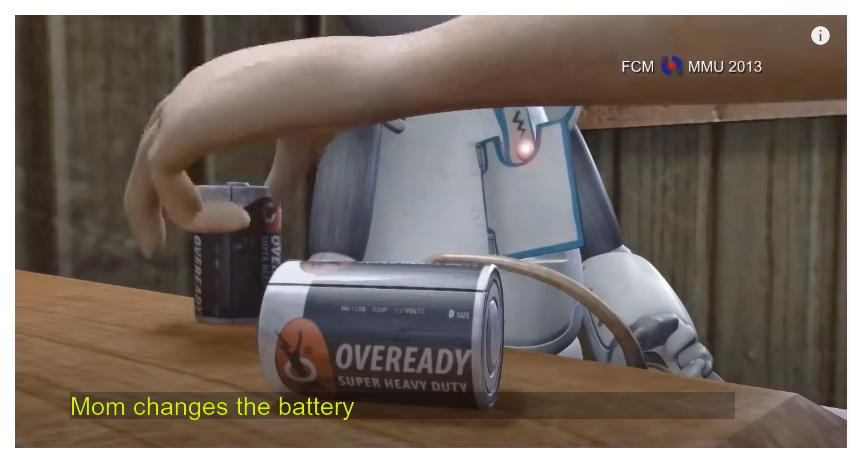 FCM MMU 2013
D SIZE
OVEREADY
SUPER HEAVY DUTY
OVEREADY
Mom changes the battery